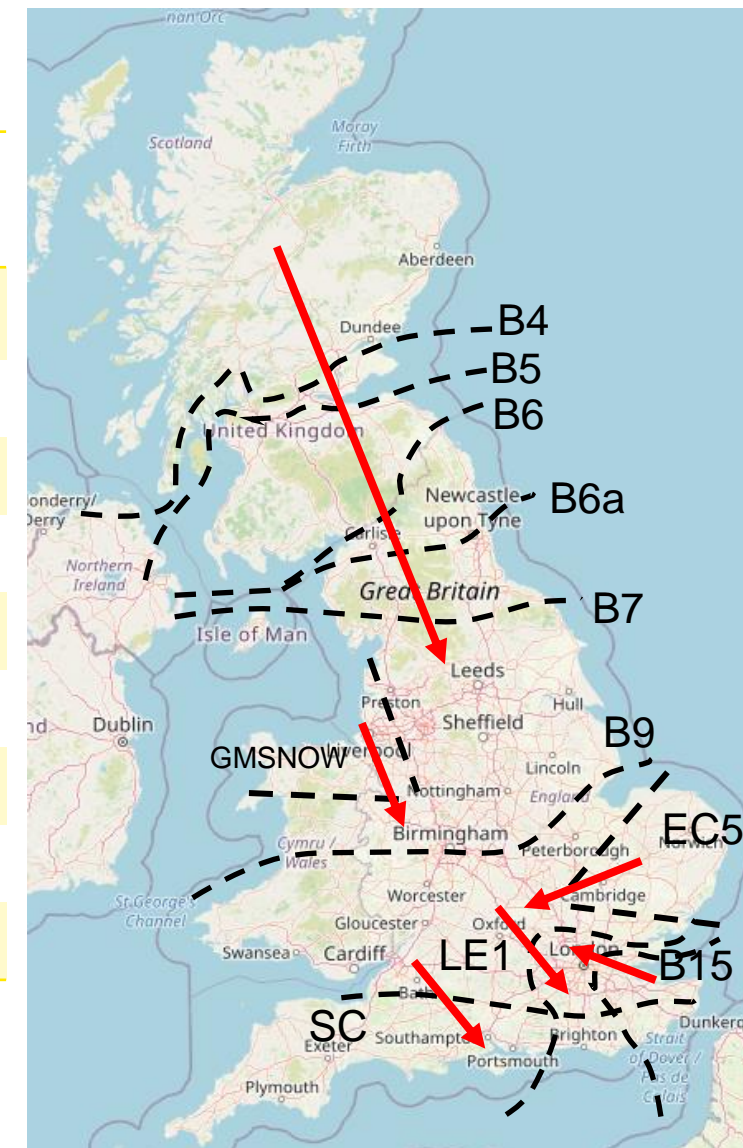 nan Orc
Moray
Firth
Scotland
Aberdeen
Dundee
B4
B5
B6
United Kingdom
B6a
Newcastle
upon Tyne
onderry/
Derry
Carlisle
Northern
Ireland
Great Britain
B7
Isle of Man
Leeds
Preston
Hull
nd
Dublin
Sheffield
B9
GMSNOW
Liverpool
Lincoln
Nottingham
England
EC5
Birmingham
Norwich
Cymru /
Wales
Peterborough
St George's
Channel
Worcester
Cambridge
Gloucester
Oxford
Swansea
Cardiff
LE1
London
B15
Bath
SC
Dunkerq
Exeter
Southampton
Brighton
Strait
of Dover /
Pas de
Calais
Portsmouth
Plymouth